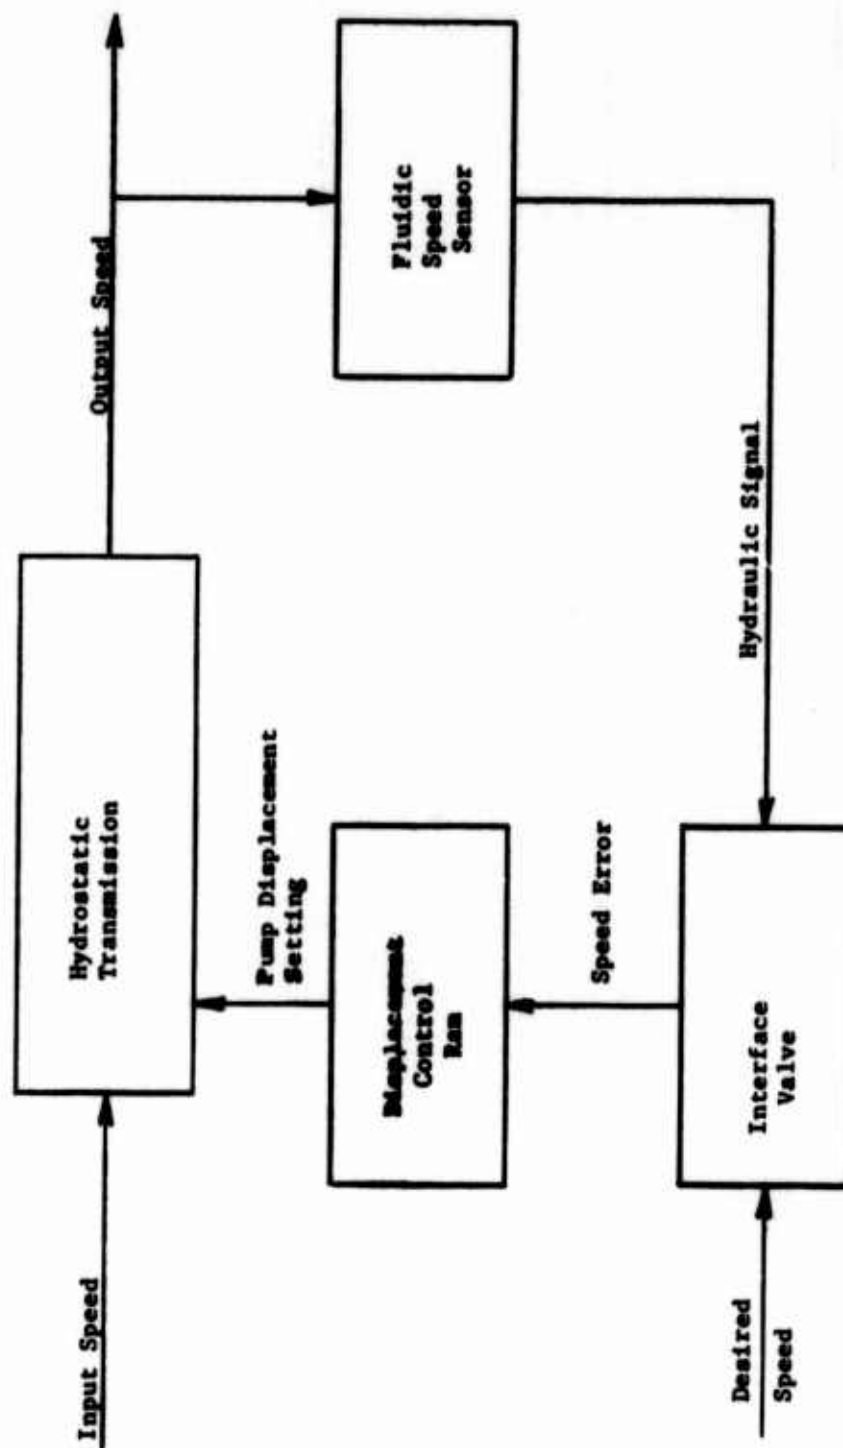 Input Speed
Hydrostatic
Transmission
Output Speed
Pump Displacement
Setting
Displacement
Control
Ram
Fluidic
Speed
Sensor
Speed Error
Desired
Speed
Interface
Valve
Hydraulic Signal